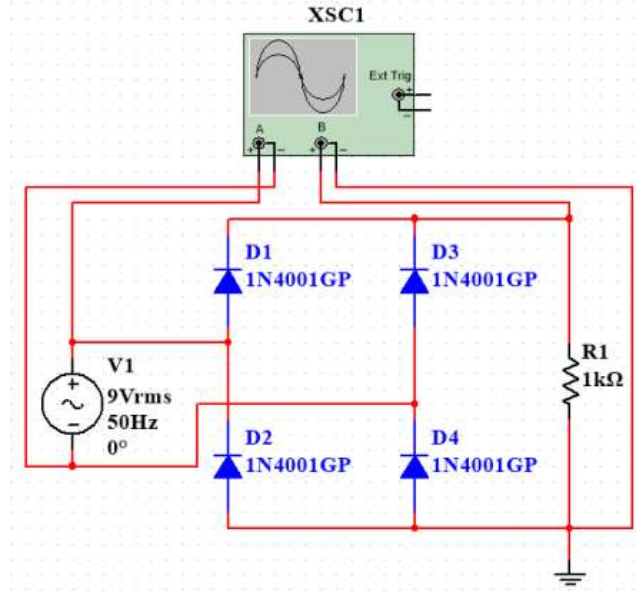 XSC1
Ext Trig
+
−
A
B
+
−
+
−
D1
1N4001GP
D3
1N4001GP
V1
+
−
9Vrms
50Hz
0°
R1
1kΩ
D2
1N4001GP
D4
1N4001GP